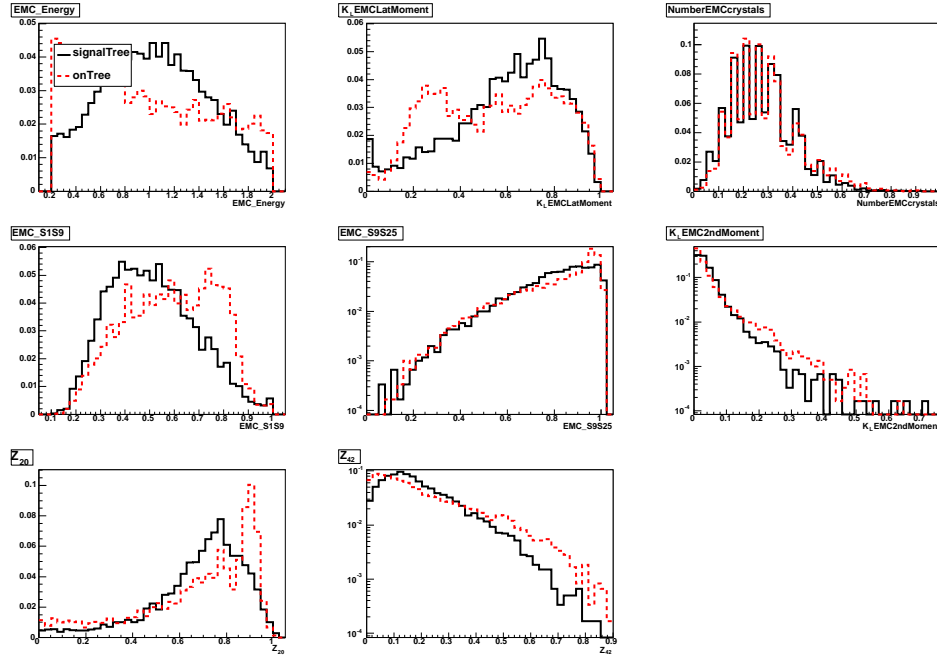 EMC_Energy
0.05
0.04
0.03
0.02
0.01
0
signalTree
onTree
0.2 0.4 0.6 0.8 1 1.2 1.4 1.6 1.8 2
EMC_Energy
K_L EMCLatMoment
0.06
0.05
0.04
0.03
0.02
0.01
0
0 0.2 0.4 0.6 0.8 1
K_L EMCLatMoment
NumberEMCcrystals
0.1
0.08
0.06
0.04
0.02
0
0 0.1 0.2 0.3 0.4 0.5 0.6 0.7 0.8 0.9
NumberEMCcrystals
EMC_S1S9
0.06
0.05
0.04
0.03
0.02
0.01
0
0.1 0.2 0.3 0.4 0.5 0.6 0.7 0.8 0.9 1
EMC_S1S9
EMC_S9S25
10^-1
10^-2
10^-3
10^-4
0 0.2 0.4 0.6 0.8 1
EMC_S9S25
K_L EMC2ndMoment
1
10^-1
10^-2
10^-3
10^-4
0 0.1 0.2 0.3 0.4 0.5 0.6 0.7
K_L EMC2ndMoment
Z_20
0.1
0.08
0.06
0.04
0.02
0
0 0.2 0.4 0.6 0.8 1
Z_20
Z_42
10^-1
10^-2
10^-3
10^-4
0 0.1 0.2 0.3 0.4 0.5 0.6 0.7 0.8 0.9
Z_42